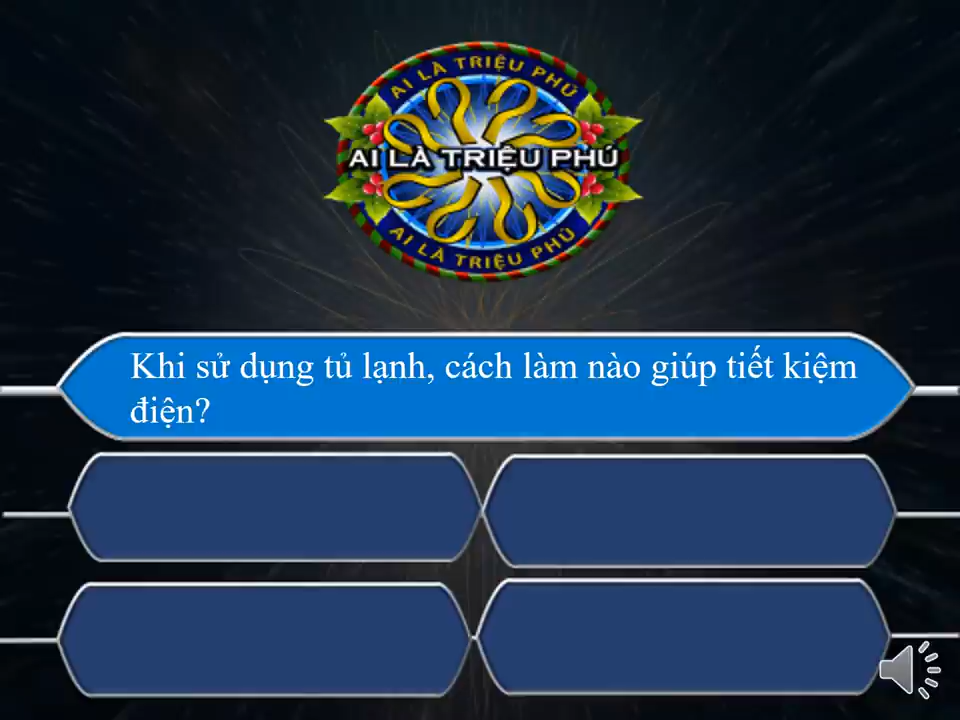 AI LÀ TRIỆU PHÚ
AI LÀ TRIỆU PHÚ
AI LÀ TRIỆU PHÚ
Khi sử dụng tủ lạnh, cách làm nào giúp tiết kiệm
điện?